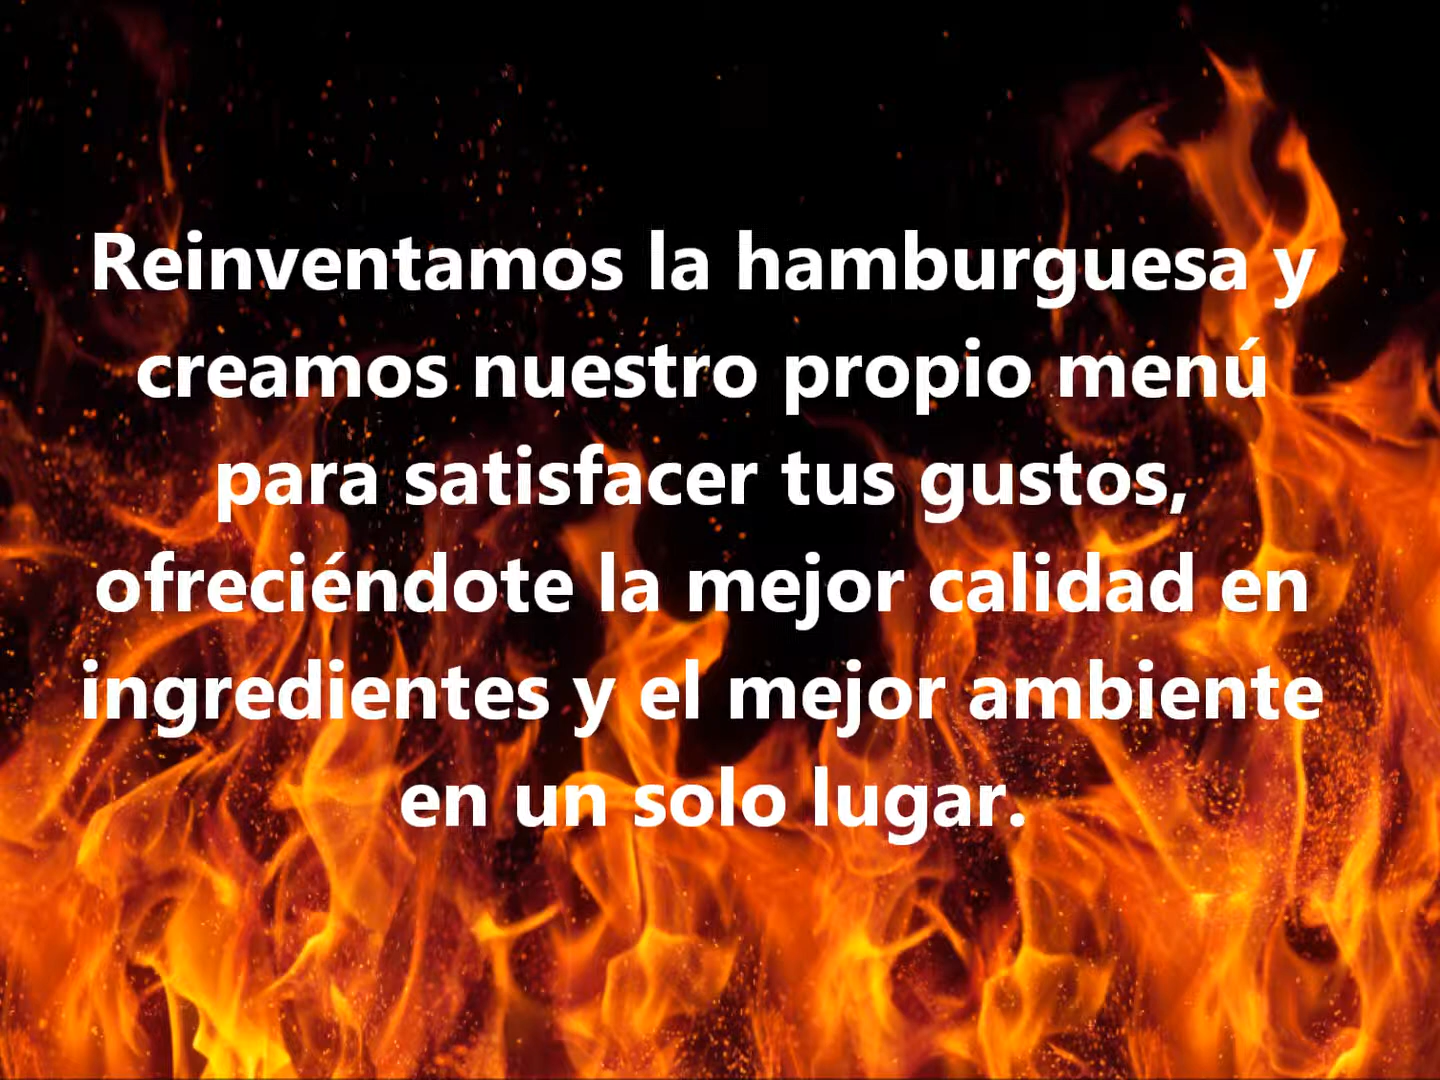 Reinventamos la hamburguesa y
creamos nuestro propio menú
para satisfacer tus gustos,
ofreciéndote la mejor calidad en
ingredientes y el mejor ambiente
en un solo lugar.